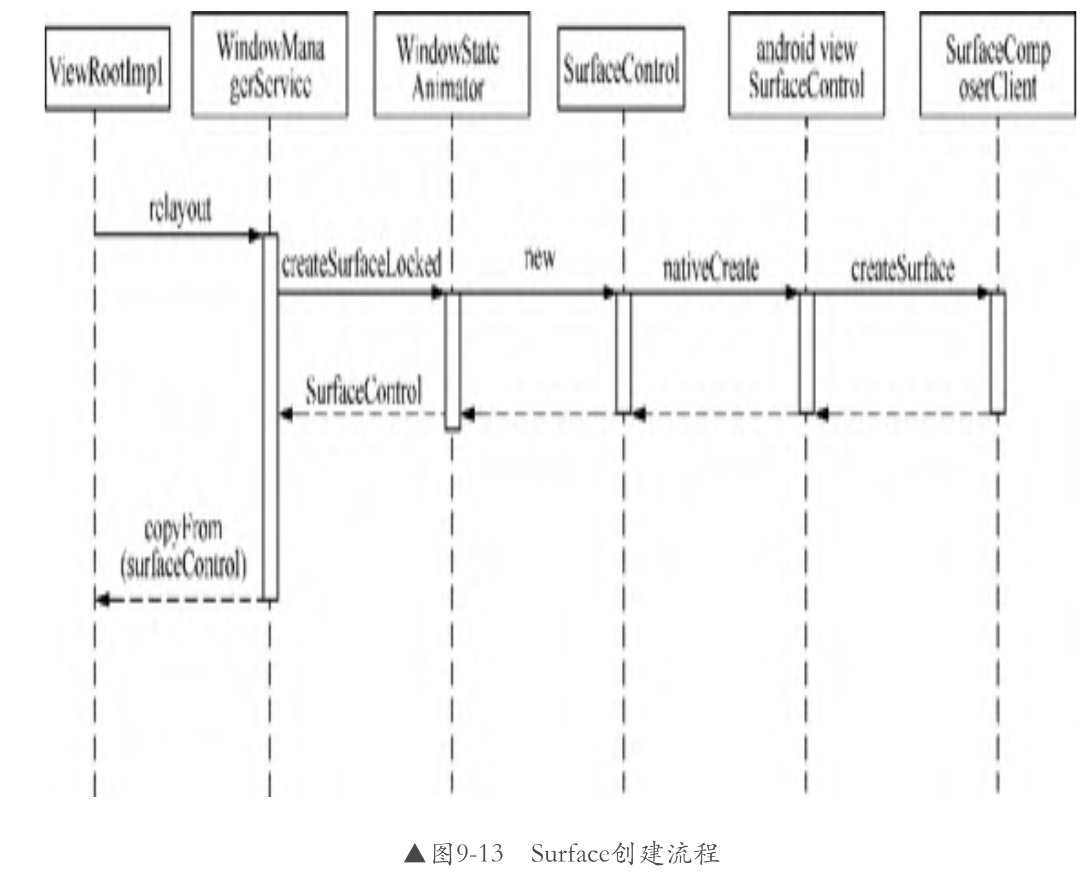 ViewRootImpl
WindowMana
gerService
WindowState
Animator
SurfaceControl
android view
SurfaceControl
SurfaceComp
oserClient
relayout
createSurfaceLocked
new
nativeCreate
createSurface
SurfaceControl
copyFrom
(surfaceControl)
▲图9-13 Surface创建流程